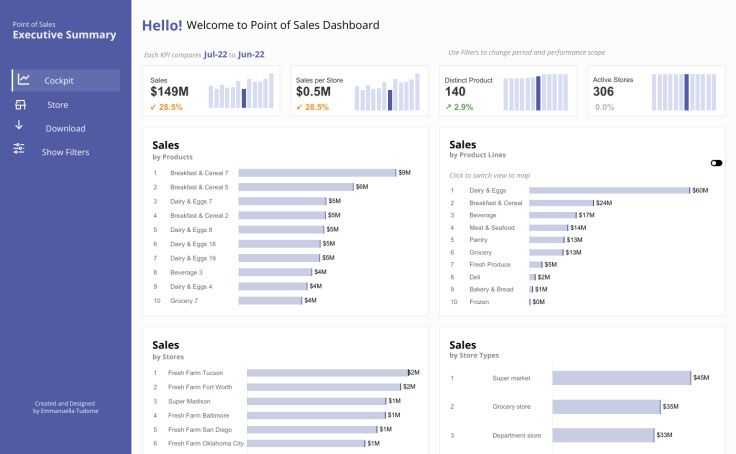 Point of Sales
Executive Summary
Cockpit
Store
Download
Show Filters
Created and Designed
by Emmanuella Tudome
Hello! Welcome to Point of Sales Dashboard
Each KPI compares Jul-22 to Jun-22
Use Filters to change period and performance scope
Sales
$149M
↙ 28.5%
Sales per Store
$0.5M
↙ 28.5%
Distinct Product
140
↗ 2.9%
Active Stores
306
0.0%
Sales
by Products
1 Breakfast & Cereal 7 $9M
2 Breakfast & Cereal 5 $6M
3 Dairy & Eggs 7 $5M
4 Breakfast & Cereal 2 $5M
5 Dairy & Eggs 8 $5M
6 Dairy & Eggs 18 $5M
7 Dairy & Eggs 19 $5M
8 Beverage 3 $4M
9 Dairy & Eggs 4 $4M
10 Grocery 7 $4M
Sales
by Product Lines
Click to switch view to map
1 Dairy & Eggs $60M
2 Breakfast & Cereal $24M
3 Beverage $17M
4 Meat & Seafood $14M
5 Pantry $13M
6 Grocery $13M
7 Fresh Produce $5M
8 Deli $2M
9 Bakery & Bread $1M
10 Frozen $0M
Sales
by Stores
1 Fresh Farm Tucson $2M
2 Fresh Farm Fort Worth $2M
3 Super Madison $1M
4 Fresh Farm Baltimore $1M
5 Fresh Farm San Diego $1M
6 Fresh Farm Oklahoma City $1M
Sales
by Store Types
1 Super market $45M
2 Grocery store $35M
3 Department store $33M